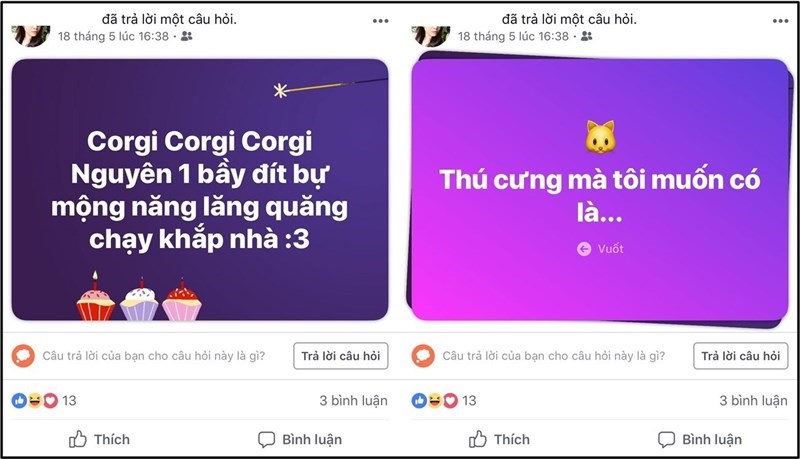 đã trả lời một câu hỏi.
18 tháng 5 lúc 16:38
Corgi Corgi Corgi
Nguyên 1 bầy đít bự
mộng năng lăng quăng
chạy khắp nhà :3
Câu trả lời của bạn cho câu hỏi này là gì?
Trả lời câu hỏi
13
3 bình luận
Thích
Bình luận
đã trả lời một câu hỏi.
18 tháng 5 lúc 16:38
Thú cưng mà tôi muốn có
là...
Vuốt
Câu trả lời của bạn cho câu hỏi này là gì?
Trả lời câu hỏi
13
3 bình luận
Thích
Bình luận